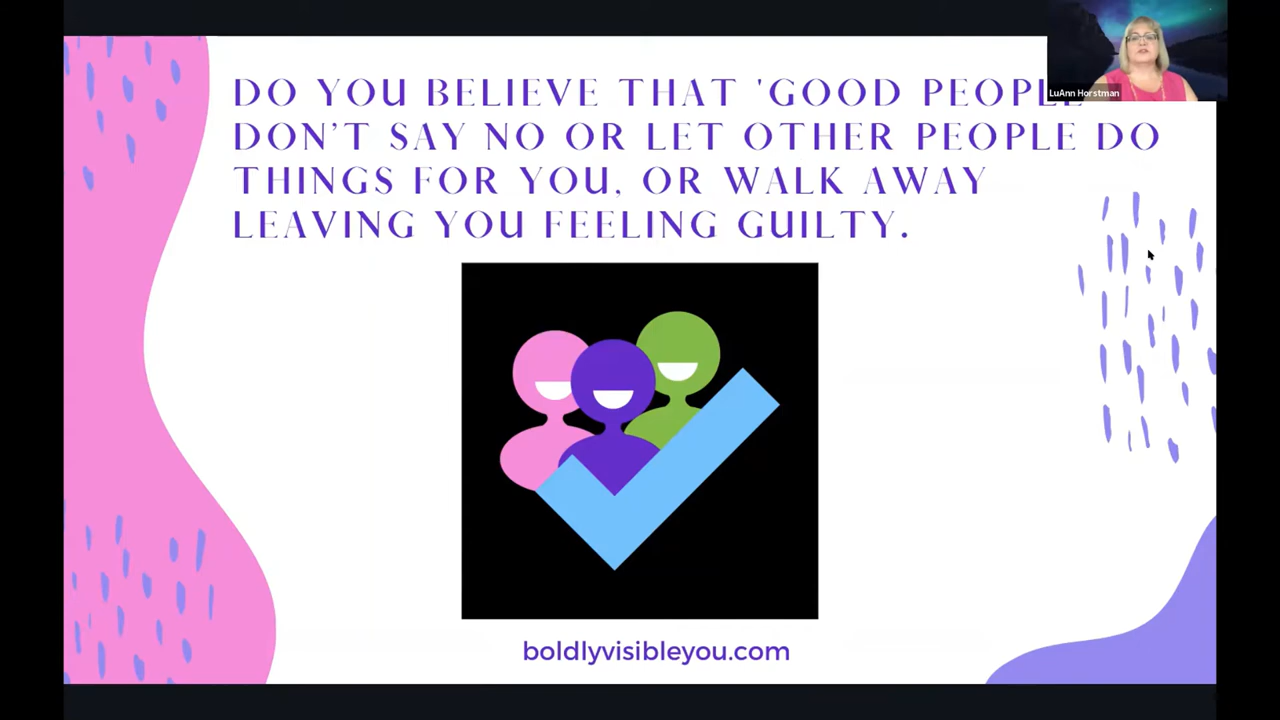 DO YOU BELIEVE THAT 'GOOD PEOPLE
DON'T SAY NO OR LET OTHER PEOPLE DO
THINGS FOR YOU, OR WALK AWAY
LEAVING YOU FEELING GUILTY.
boldlyvisibleyou.com
LuAnn Horstman